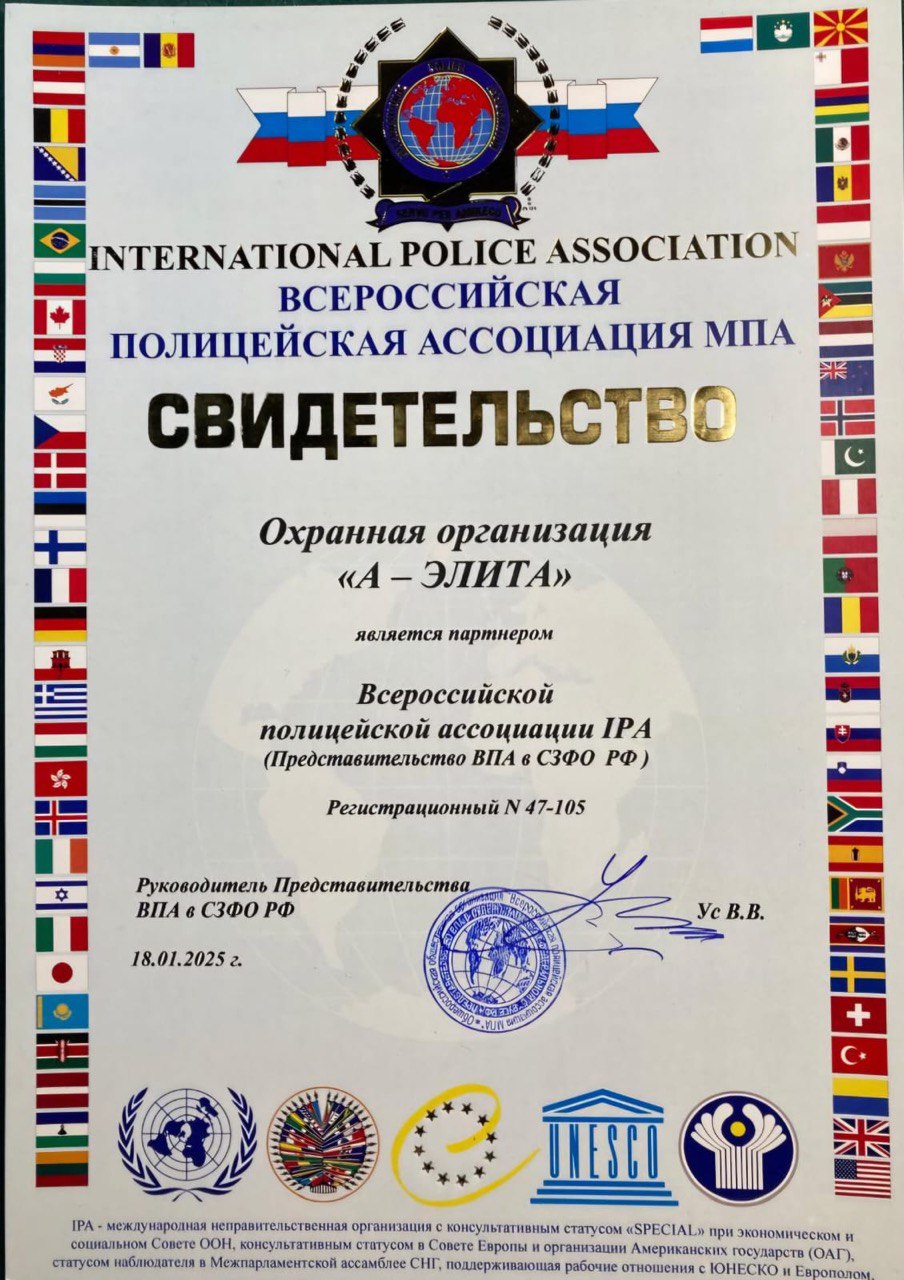 SERVO PER AMIKECO
INTERNATIONAL POLICE ASSOCIATION
ВСЕРОССИЙСКАЯ
ПОЛИЦЕЙСКАЯ АССОЦИАЦИЯ МПА
СВИДЕТЕЛЬСТВО
Охранная организация
«А – ЭЛИТА»
является партнером
Всероссийской
полицейской ассоциации IPA
(Представительство ВПА в СЗФО РФ )
Регистрационный N 47-105
Руководитель Представительства
ВПА в СЗФО РФ
Ус В.В.
18.01.2025 г.
UNESCO
IPA - международная неправительственная организация с консультативным статусом «SPECIAL» при экономическом и
социальном Совете ООН, консультативным статусом в Совете Европы и организации Американских государств (ОАГ),
статусом наблюдателя в Межпарламентской ассамблее СНГ, поддерживающая рабочие отношения с ЮНЕСКО и Европолом.